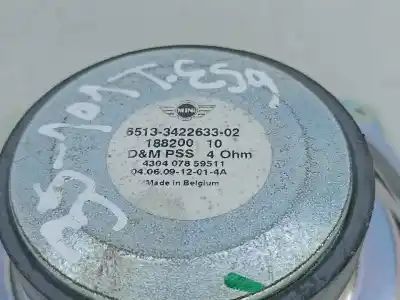 MINI
6513-3422633-02
188200 10
D&M PSS 4 Ohm
4304 078 59511
04.06.09-12-01-4A
Made in Belgium